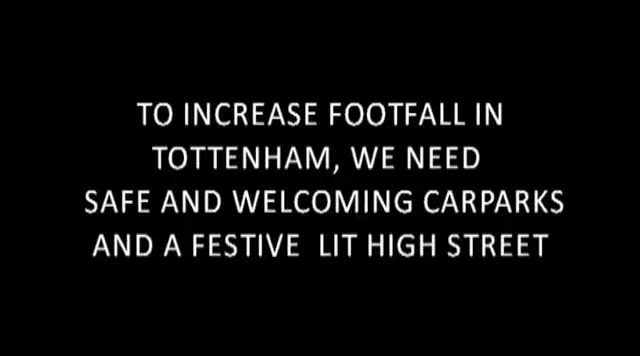 TO INCREASE FOOTFALL IN
TOTTENHAM, WE NEED
SAFE AND WELCOMING CARPARKS
AND A FESTIVE LIT HIGH STREET